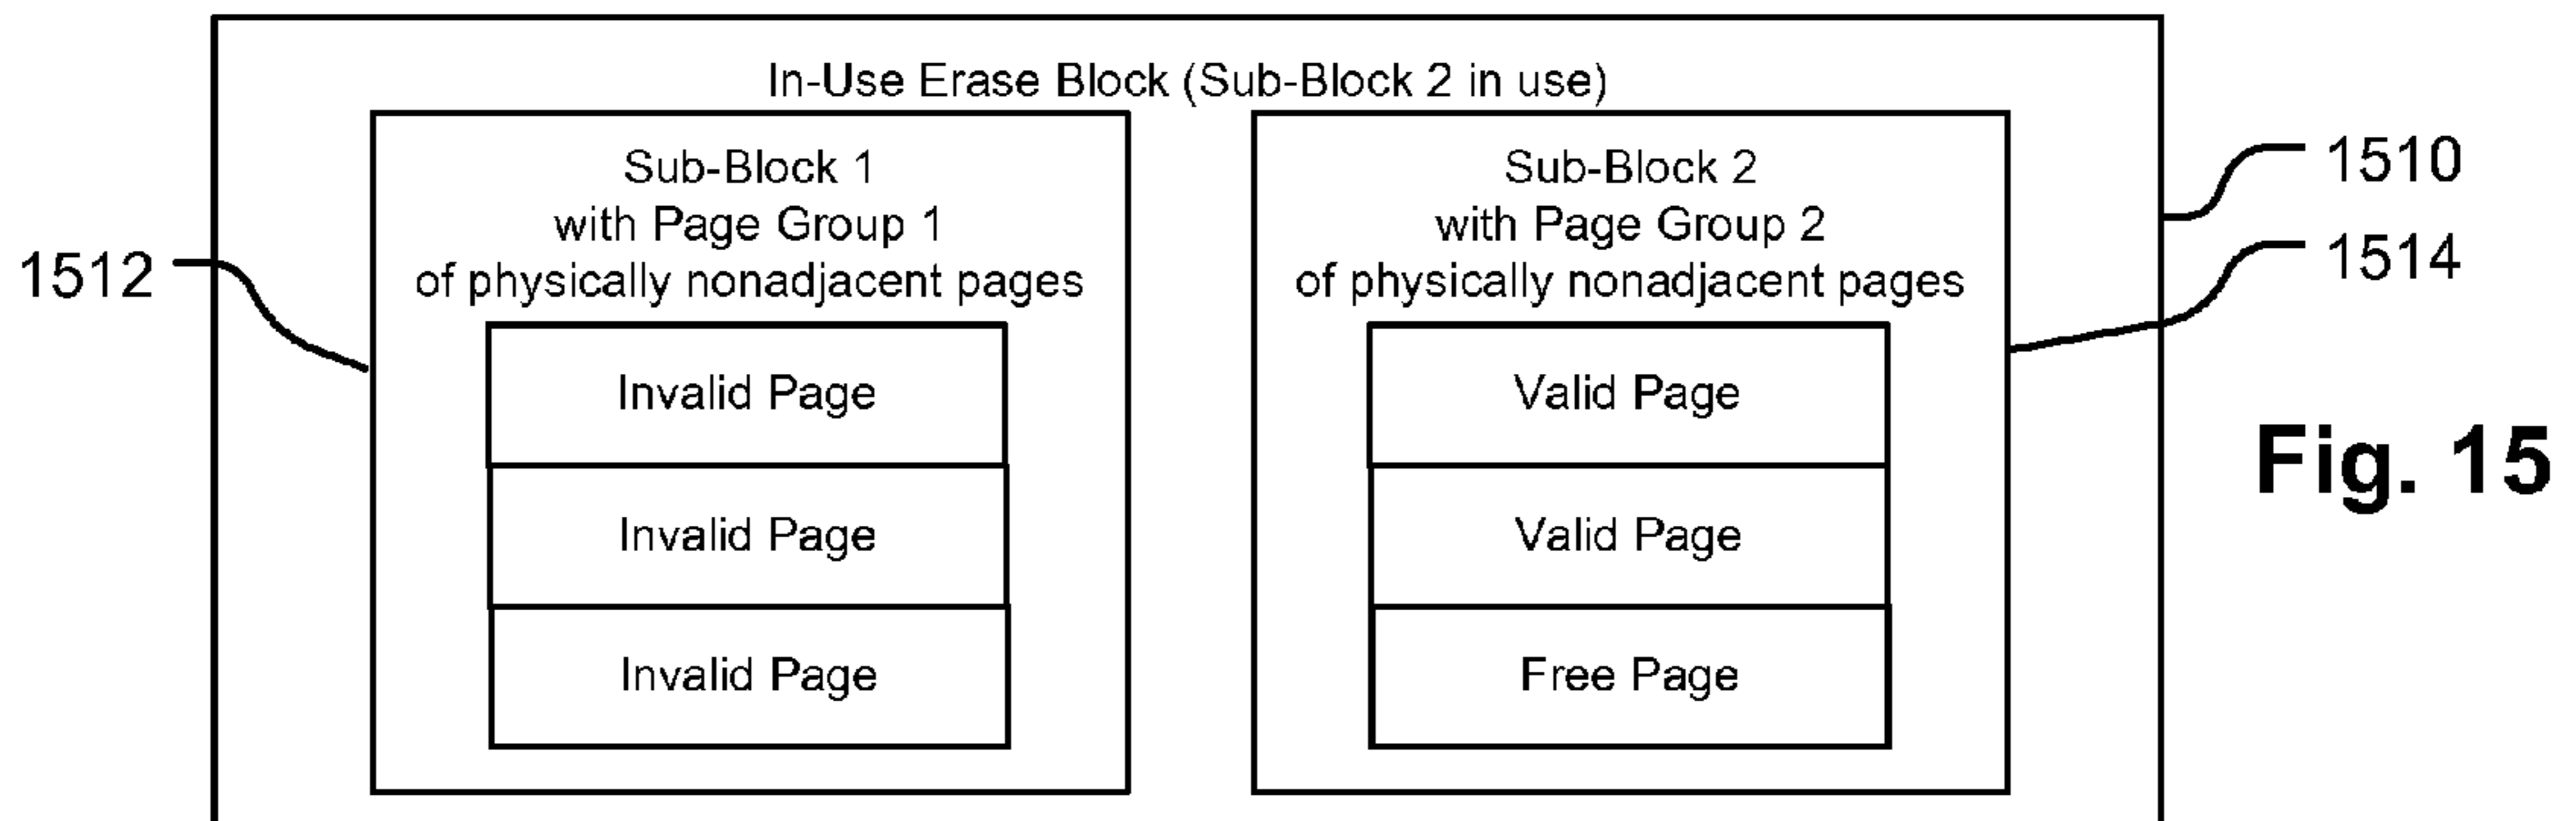 In-Use Erase Block (Sub-Block 2 in use)
Sub-Block 1
with Page Group 1
of physically nonadjacent pages
Invalid Page
Invalid Page
Invalid Page
Sub-Block 2
with Page Group 2
of physically nonadjacent pages
Valid Page
Valid Page
Free Page
1512
1510
1514
Fig. 15